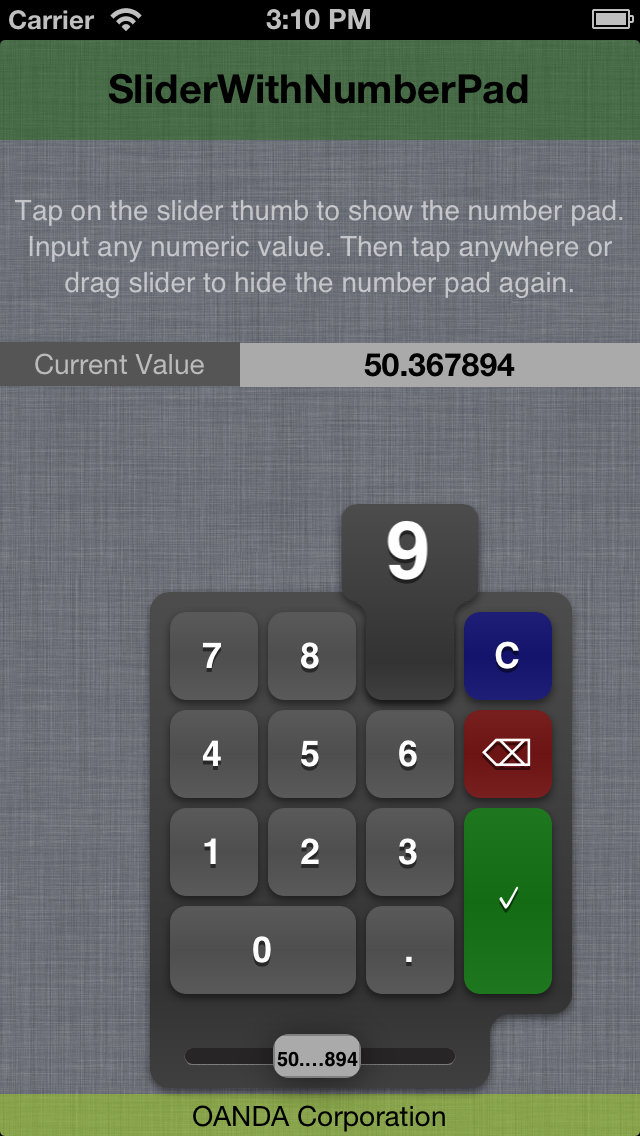 Carrier 3:10 PM
SliderWithNumberPad
Tap on the slider thumb to show the number pad.
Input any numeric value. Then tap anywhere or
drag slider to hide the number pad again.
Current Value 50.367894
9
7 8 C
4 5 6 ⌫
1 2 3
✓
0 .
50....894
OANDA Corporation